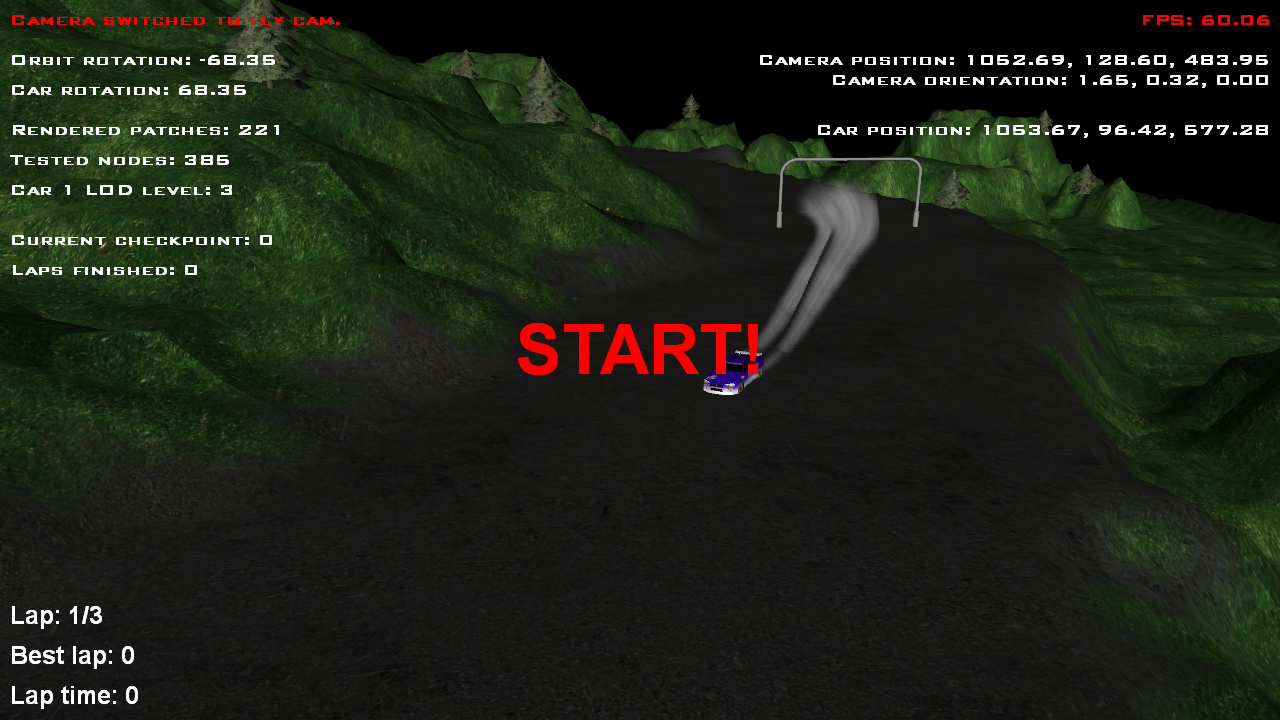 CAMERA SWITCHED TO FLY CAM.
FPS: 60.06
ORBIT ROTATION: -68.35
CAR ROTATION: 68.35
CAMERA POSITION: 1052.69, 128.60, 483.95
CAMERA ORIENTATION: 1.65, 0.32, 0.00
RENDERED PATCHES: 221
TESTED NODES: 385
CAR 1 LOD LEVEL: 3
CAR POSITION: 1053.67, 96.42, 577.28
CURRENT CHECKPOINT: 0
LAPS FINISHED: 0
START!
Lap: 1/3
Best lap: 0
Lap time: 0